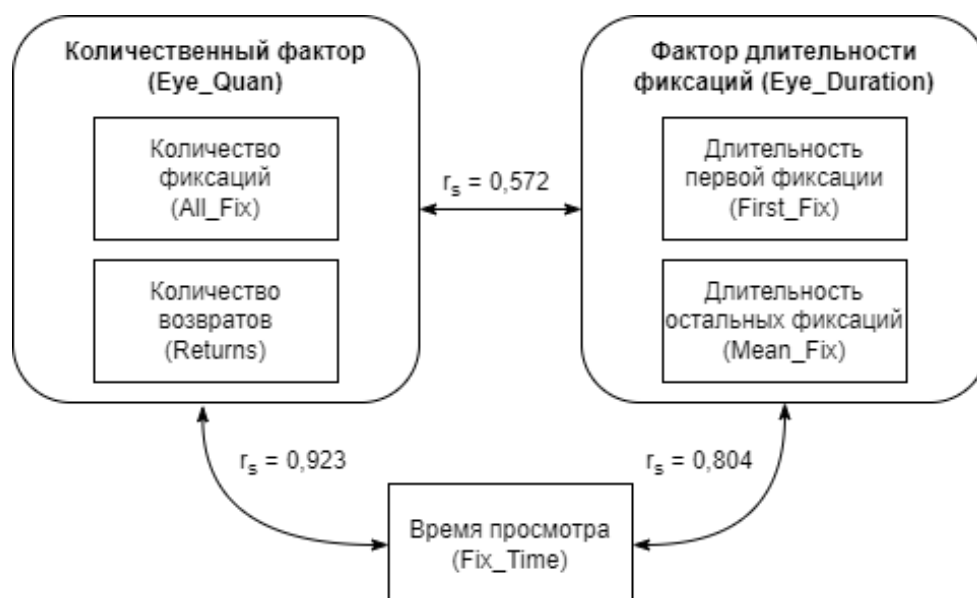 Количественный фактор
(Eye_Quan)
Количество
фиксаций
(All_Fix)
Количество
возвратов
(Returns)
r_s = 0,572
Фактор длительности
фиксаций (Eye_Duration)
Длительность
первой фиксации
(First_Fix)
Длительность
остальных фиксаций
(Mean_Fix)
r_s = 0,923
r_s = 0,804
Время просмотра
(Fix_Time)